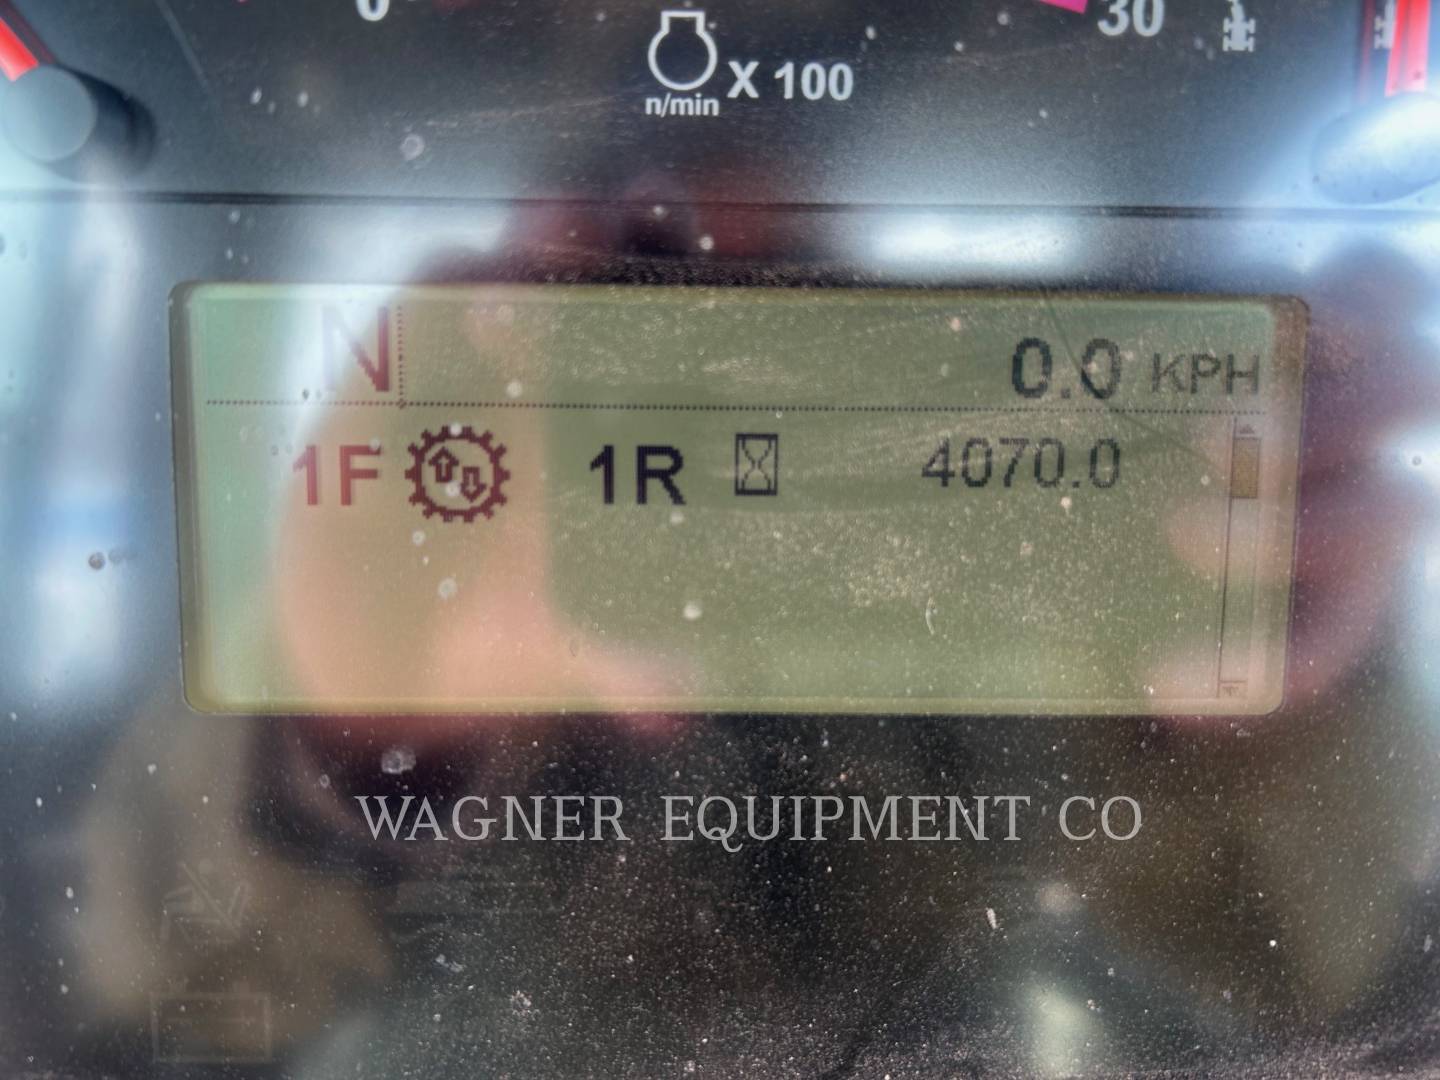 0
30
n/min X 100
N 0.0 KPH
1F 1R 4070.0
WAGNER EQUIPMENT CO